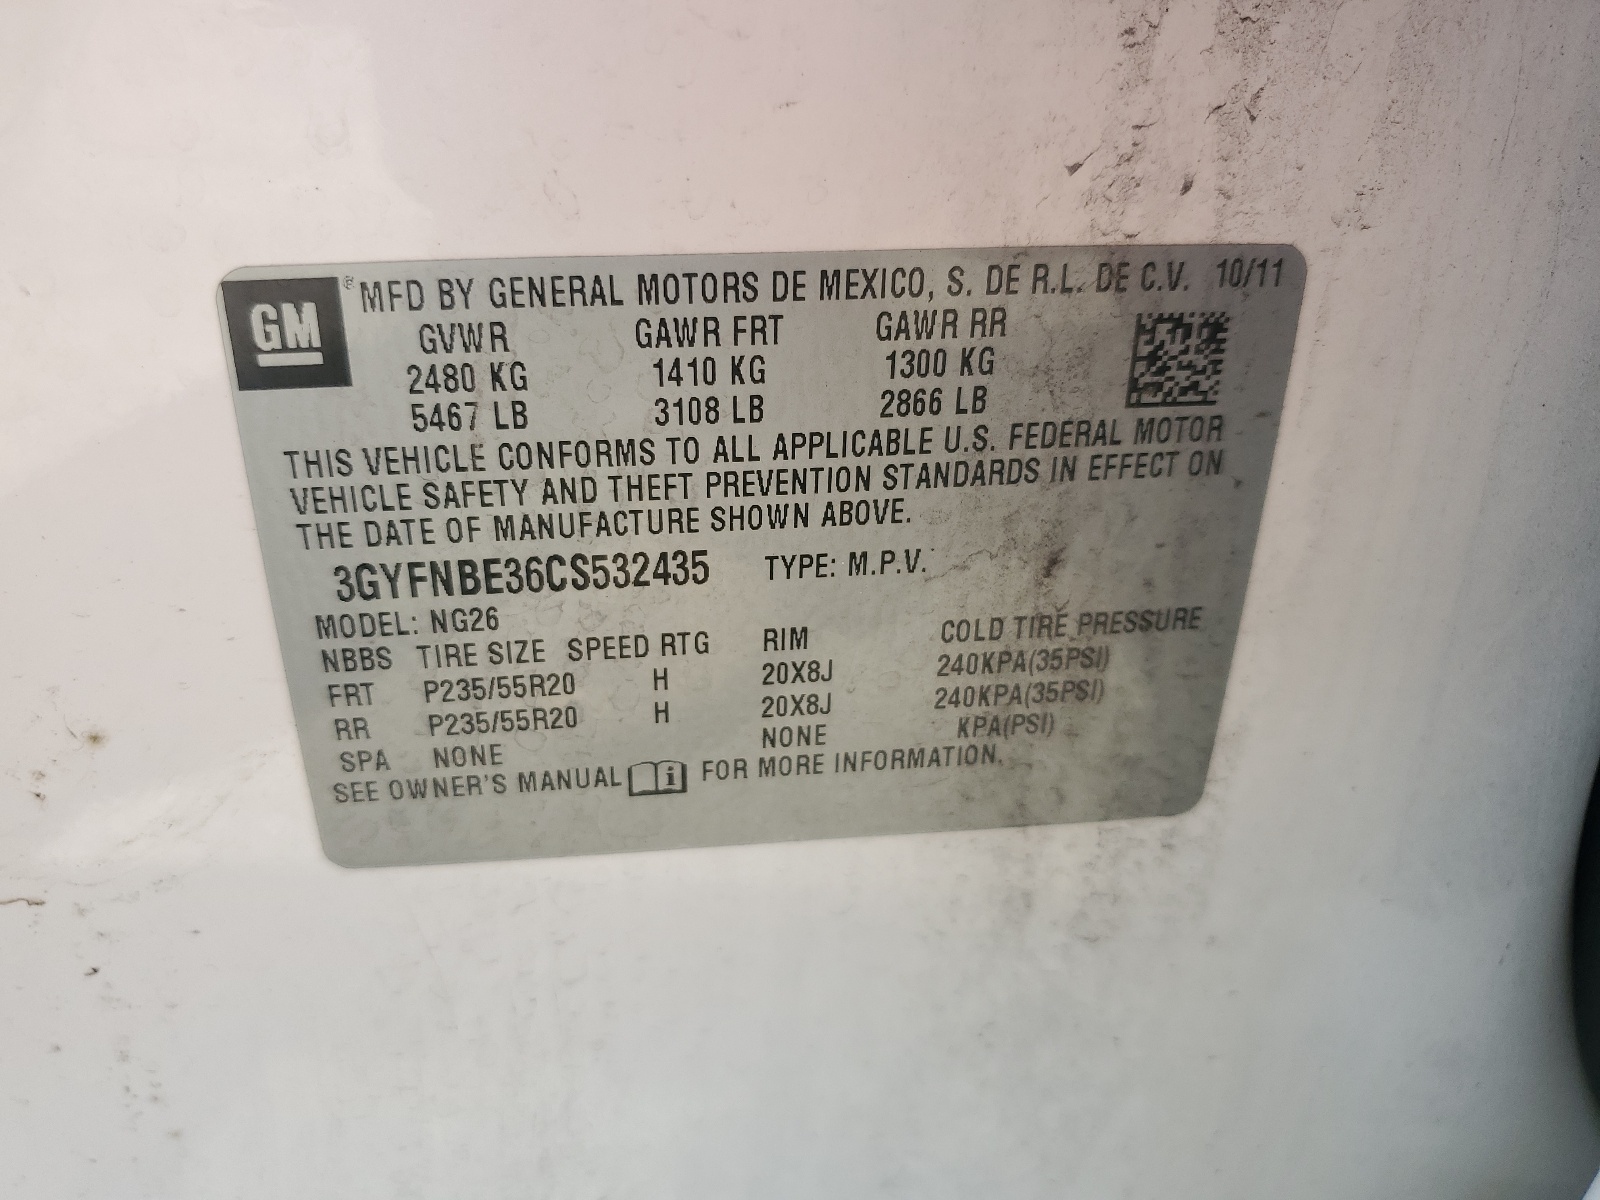 GM ® MFD BY GENERAL MOTORS DE MEXICO, S. DE R.L. DE C.V. 10/11
GVWR GAWR FRT GAWR RR
2480 KG 1410 KG 1300 KG
5467 LB 3108 LB 2866 LB
THIS VEHICLE CONFORMS TO ALL APPLICABLE U.S. FEDERAL MOTOR
VEHICLE SAFETY AND THEFT PREVENTION STANDARDS IN EFFECT ON
THE DATE OF MANUFACTURE SHOWN ABOVE.
3GYFNBE36CS532435 TYPE: M.P.V.
MODEL: NG26
NBBS TIRE SIZE SPEED RTG RIM COLD TIRE PRESSURE
FRT P235/55R20 H 20X8J 240KPA(35PSI)
RR P235/55R20 H 20X8J 240KPA(35PSI)
SPA NONE NONE KPA(PSI)
SEE OWNER'S MANUAL i FOR MORE INFORMATION.